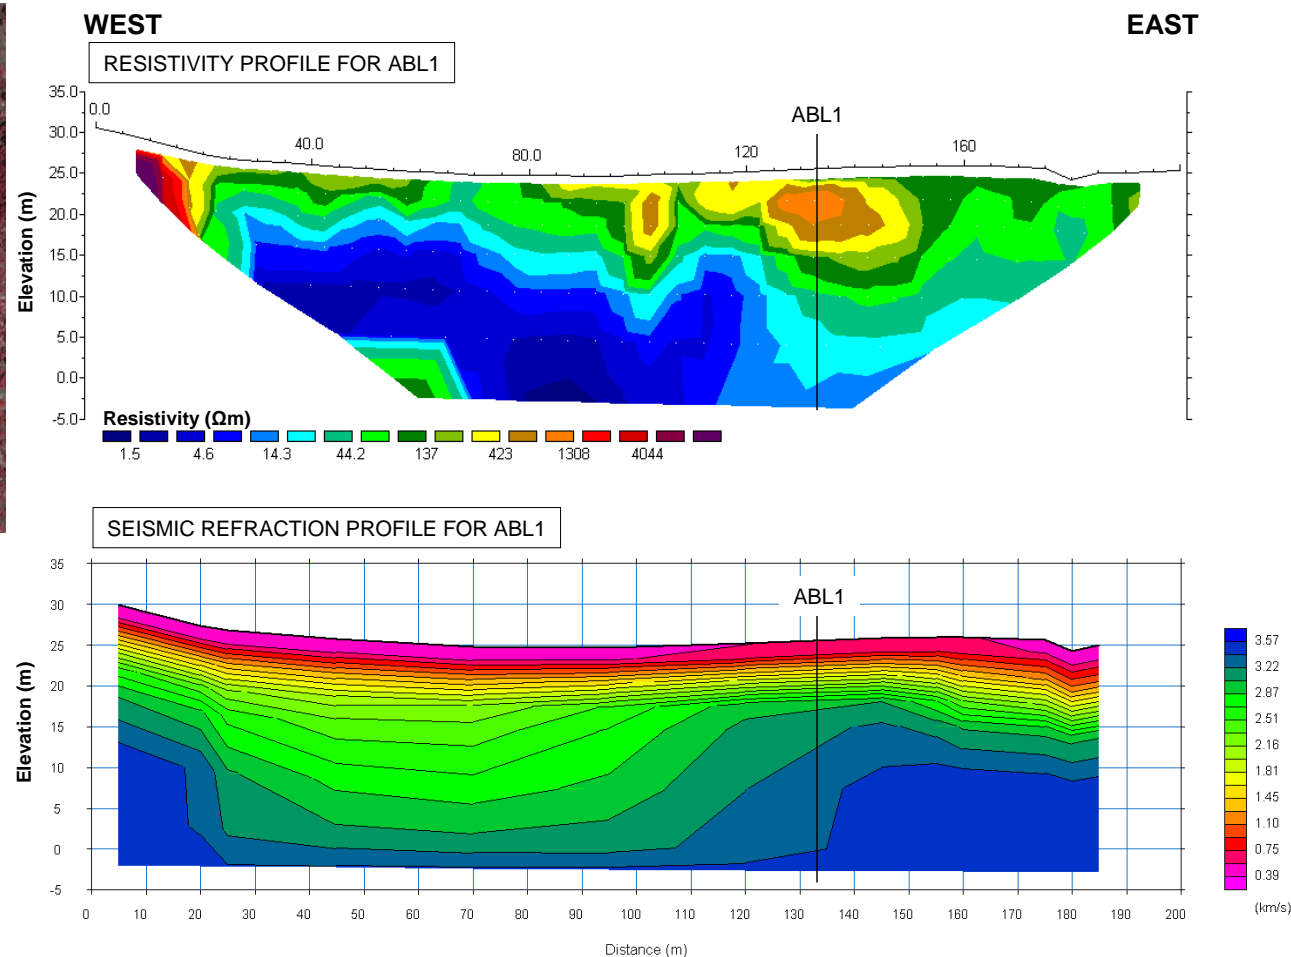 WEST EAST
RESISTIVITY PROFILE FOR ABL1
35.0
30.0
25.0
20.0
15.0
10.0
5.0
0.0
-5.0
Elevation (m)
0.0 40.0 80.0 120 160
ABL1
Resistivity (Ωm)
1.5 4.6 14.3 44.2 137 423 1308 4044
SEISMIC REFRACTION PROFILE FOR ABL1
35
30
25
20
15
10
5
0
-5
Elevation (m)
ABL1
0 10 20 30 40 50 60 70 80 90 100 110 120 130 140 150 160 170 180 190 200
Distance (m)
3.57
3.22
2.87
2.51
2.16
1.81
1.45
1.10
0.75
0.39
(km/s)